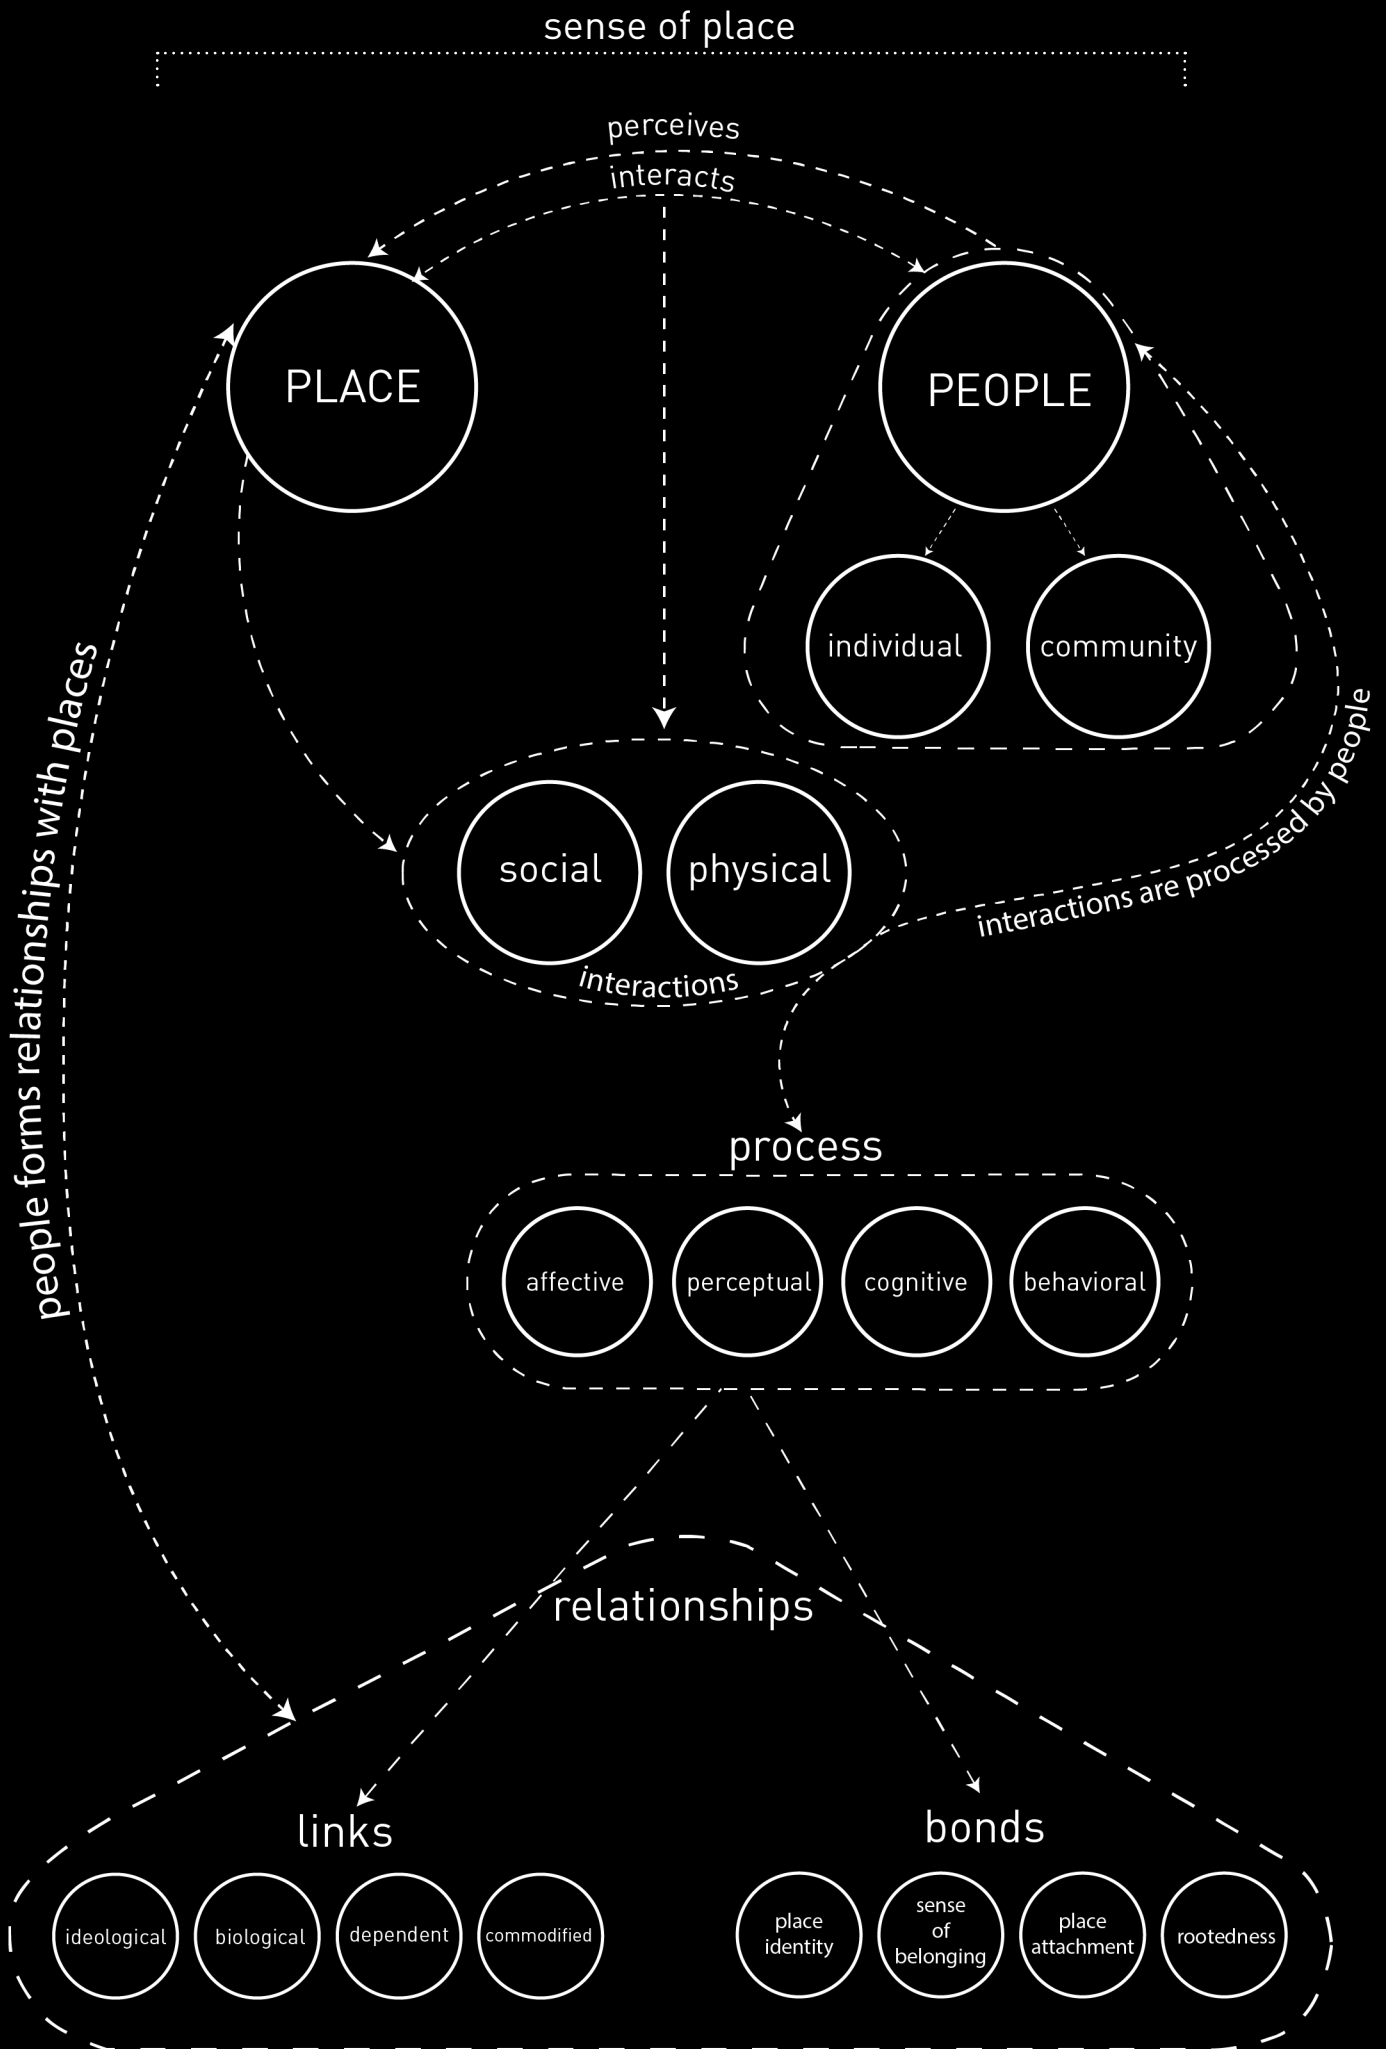 sense of place
perceives
interacts
PLACE
PEOPLE
individual
community
people forms relationships with places
social
physical
interactions
interactions are processed by people
process
affective
perceptual
cognitive
behavioral
relationships
links
bonds
ideological
biological
dependent
commodified
place
identity
sense
of
belonging
place
attachment
rootedness